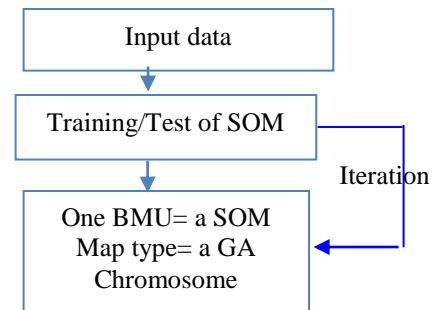 Input data
Training/Test of SOM
Iteration
One BMU= a SOM
Map type= a GA
Chromosome